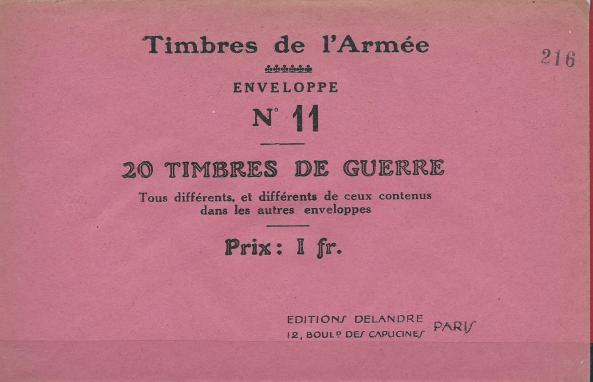 Timbres de l'Armée
216
ENVELOPPE
N° 11
20 TIMBRES DE GUERRE
Tous différents, et différents de ceux contenus
dans les autres enveloppes
Prix : 1 fr.
EDITIONS DELANDRE
12, BOULD DES CAPUCINES PARIS